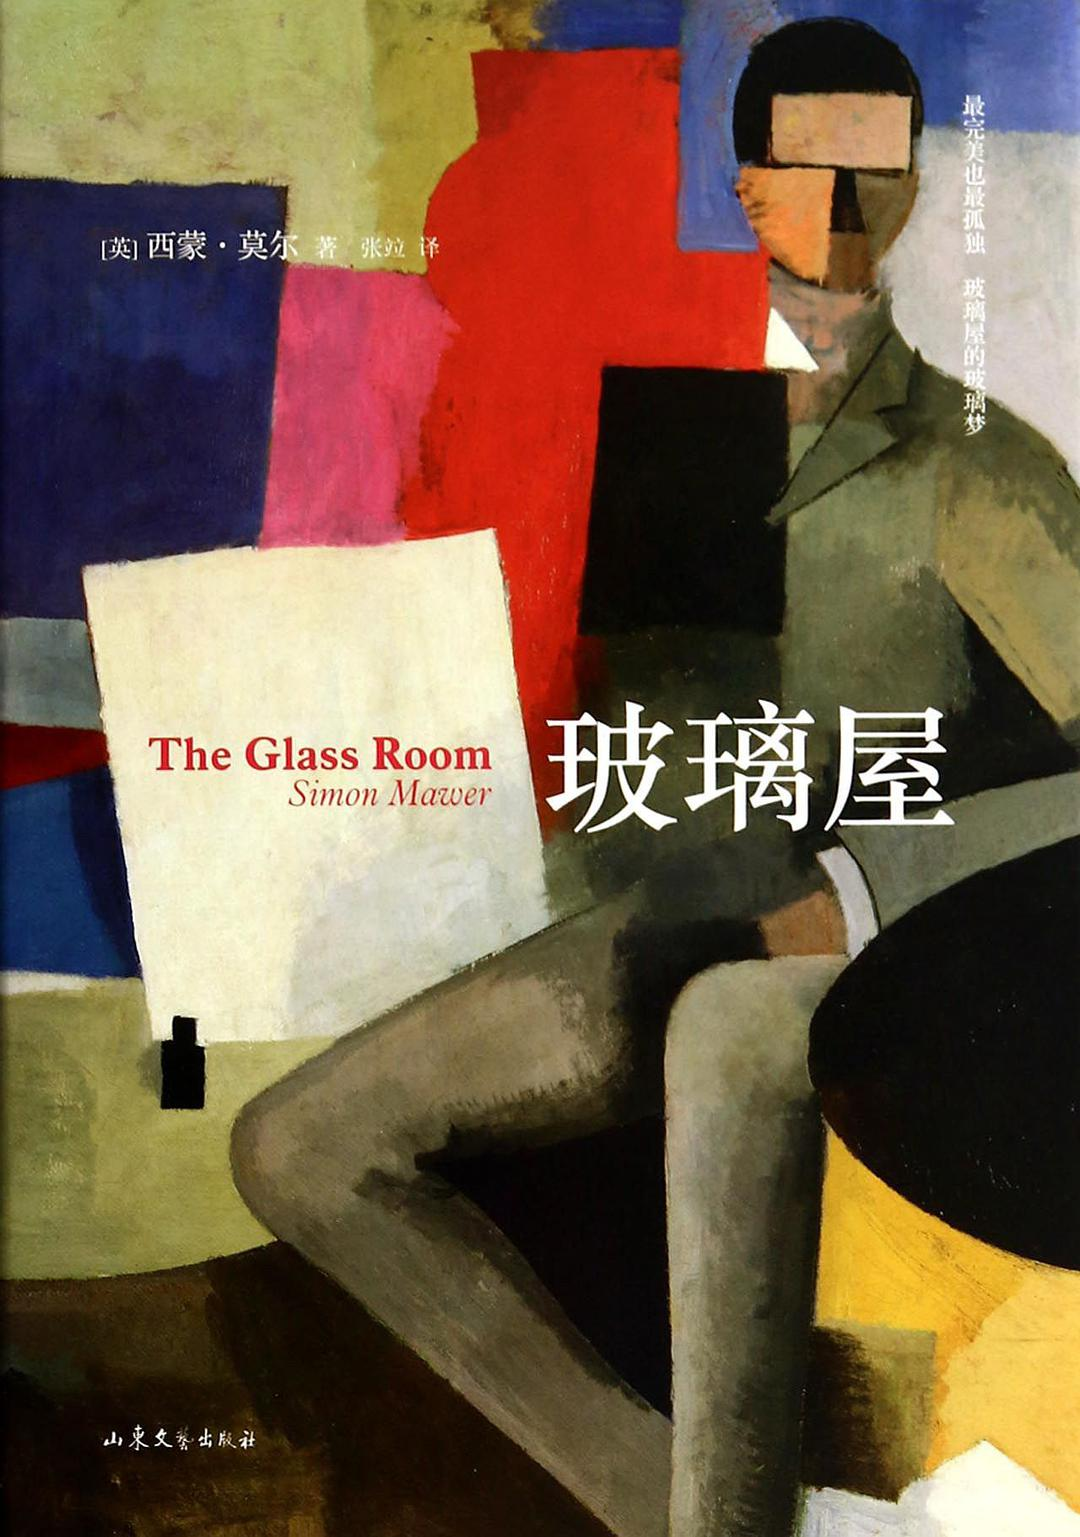 [英] 西蒙·莫尔 著 张竝 译
最完美也最孤独 玻璃屋的玻璃梦
The Glass Room
Simon Mawer
玻璃屋
山东文艺出版社